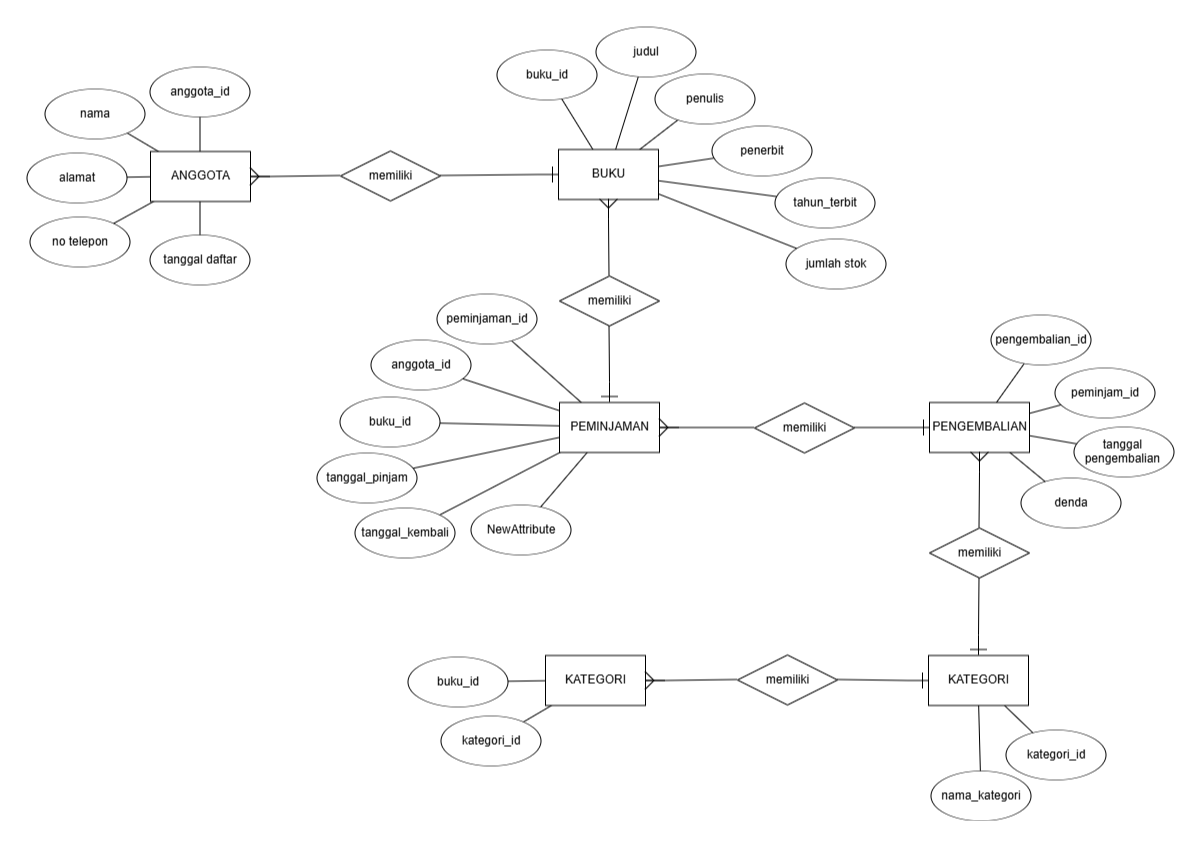 judul
buku_id
anggota_id
penulis
nama
penerbit
ANGGOTA
memiliki
BUKU
alamat
tahun_terbit
no telepon
tanggal daftar
jumlah stok
memiliki
peminjaman_id
pengembalian_id
anggota_id
peminjam_id
buku_id
PEMINJAMAN
memiliki
PENGEMBALIAN
tanggal
pengembalian
tanggal_pinjam
denda
tanggal_kembali
NewAttribute
memiliki
buku_id
KATEGORI
memiliki
KATEGORI
kategori_id
kategori_id
nama_kategori